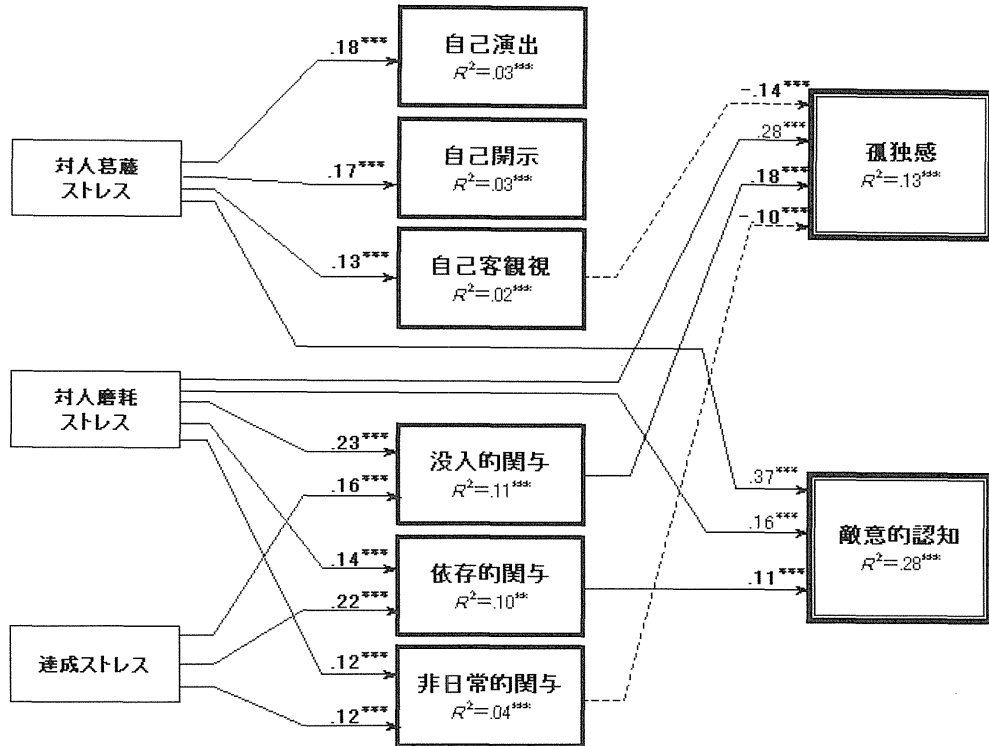 .18***
自己演出
R²=.03***
対人葛藤
ストレス
.17***
自己開示
R²=.03***
.13***
自己客観視
R²=.02***
-.14***
.28***
.18***
-.10***
孤独感
R²=.13***
対人磨耗
ストレス
.23***
.16***
没入的関与
R²=.11***
.14***
.22***
依存的関与
R²=.10***
達成ストレス
.12***
.12***
非日常的関与
R²=.04***
.37***
.16***
.11***
敵意的認知
R²=.28***